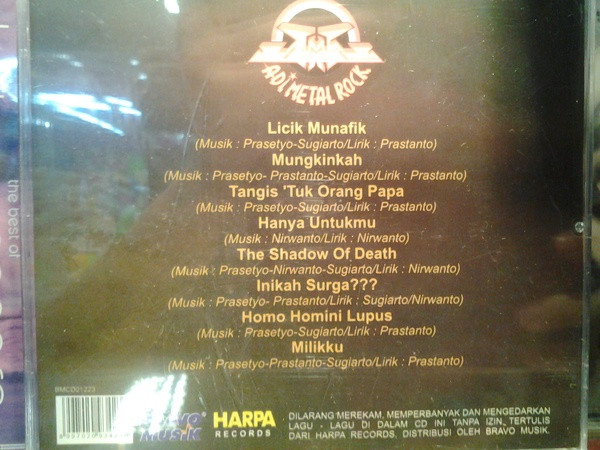 ADI METAL ROCK
Licik Munafik
(Musik : Prasetyo-Sugiarto/Lirik : Prastanto)
Mungkinkah
(Musik : Prasetyo- Prastanto-Sugiarto/Lirik : Prastanto)
Tangis 'Tuk Orang Papa
(Musik : Prasetyo-Sugiarto/Lirik : Prastanto)
Hanya Untukmu
(Musik : Nirwanto/Lirik : Nirwanto)
The Shadow Of Death
(Musik : Prasetyo-Nirwanto-Sugiarto/Lirik : Nirwanto)
Inikah Surga???
(Musik : Prasetyo- Prastanto/Lirik : Sugiarto/Nirwanto)
Homo Homini Lupus
(Musik : Prasetyo-Sugiarto/Lirik : Prastanto)
Milikku
(Musik : Prasetyo-Prastanto-Sugiarto/Lirik : Prastanto)
the best of
BMCD01223
BRAVO
MUSIK
HARPA
RECORDS
DILARANG MEREKAM, MEMPERBANYAK DAN MENGEDARKAN
LAGU - LAGU DI DALAM CD INI TANPA IZIN TERTULIS
DARI HARPA RECORDS. DISTRIBUSI OLEH BRAVO MUSIK.